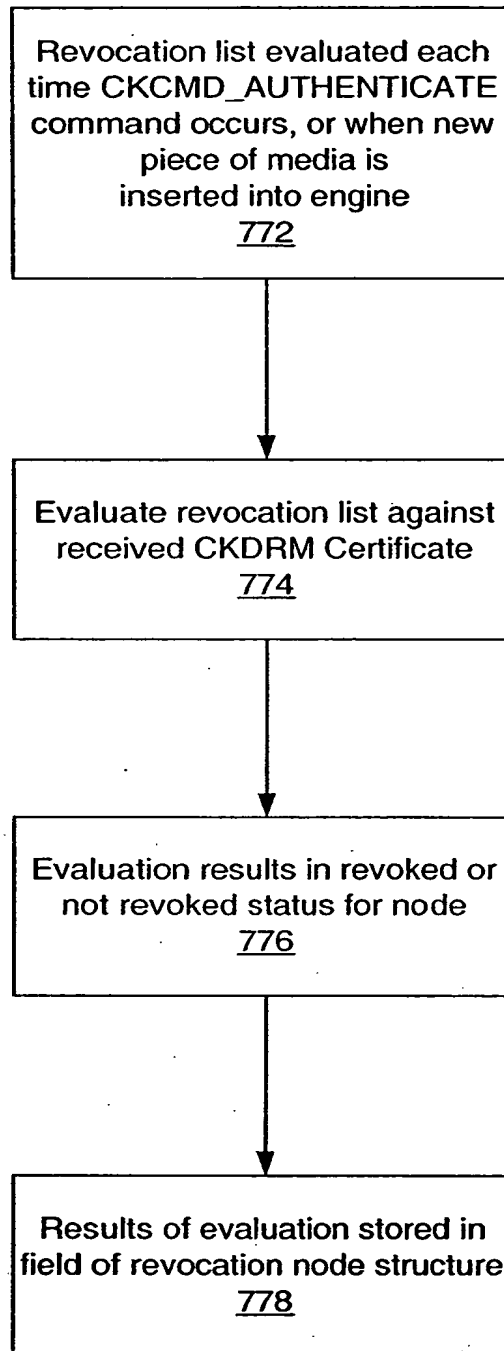 Revocation list evaluated each
time CKCMD_AUTHENTICATE
command occurs, or when new
piece of media is
inserted into engine
772
Evaluate revocation list against
received CKDRM Certificate
774
Evaluation results in revoked or
not revoked status for node
776
Results of evaluation stored in
field of revocation node structure
778